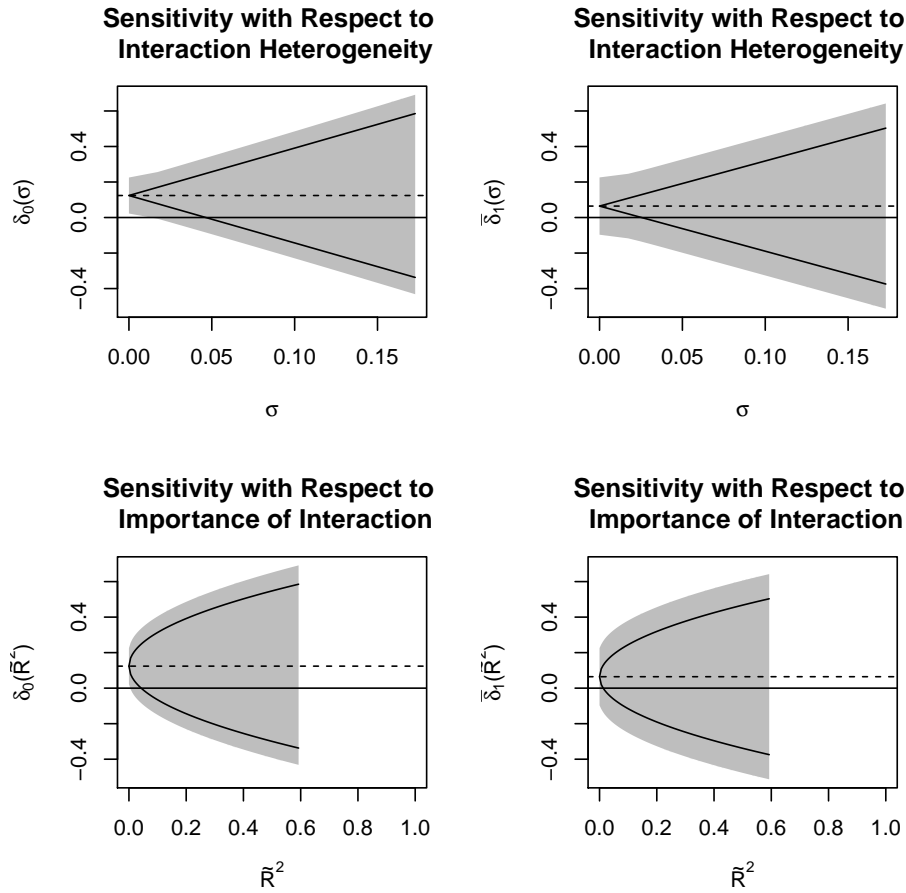 Sensitivity with Respect to
Interaction Heterogeneity
δ₀(σ)
0.4
0.0
−0.4
0.00 0.05 0.10 0.15
σ
Sensitivity with Respect to
Interaction Heterogeneity
δ̅₁(σ)
0.4
0.0
−0.4
0.00 0.05 0.10 0.15
σ
Sensitivity with Respect to
Importance of Interaction
δ₀(R̃²)
0.4
0.0
−0.4
0.0 0.2 0.4 0.6 0.8 1.0
R̃²
Sensitivity with Respect to
Importance of Interaction
δ̅₁(R̃²)
0.4
0.0
−0.4
0.0 0.2 0.4 0.6 0.8 1.0
R̃²